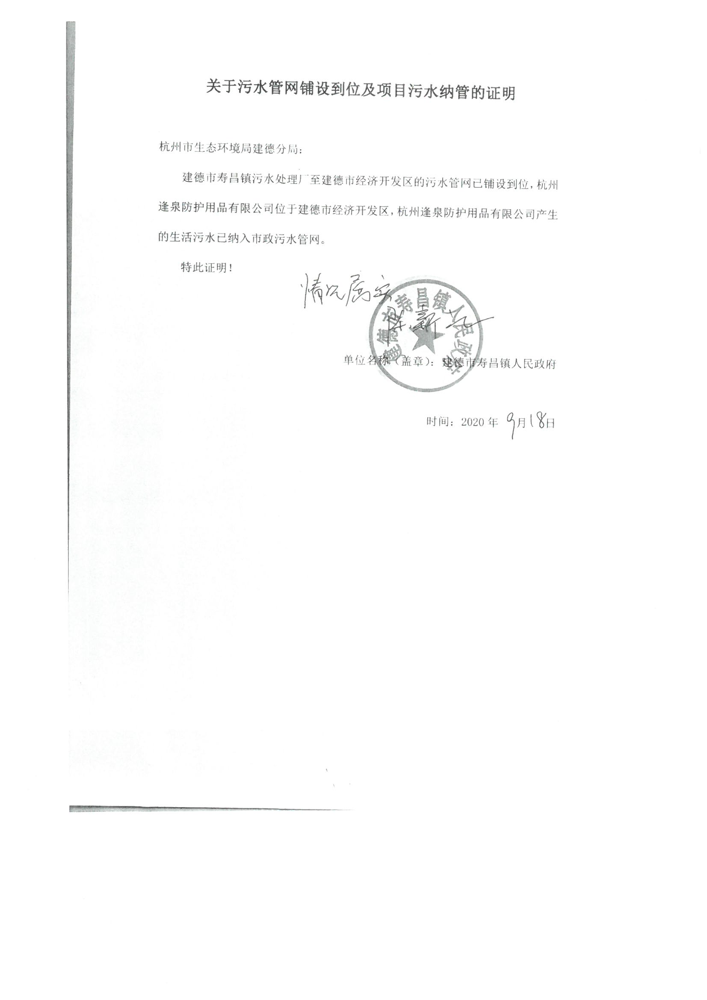 关于污水管网铺设到位及项目污水纳管的证明
杭州市生态环境局建德分局：
建德市寿昌镇污水处理厂至建德市经济开发区的污水管网已铺设到位，杭州
逢泉防护用品有限公司位于建德市经济开发区，杭州逢泉防护用品有限公司产生
的生活污水已纳入市政污水管网。
特此证明！
情况属实
建德市寿昌镇人民政府
单位名称（盖章）：建德市寿昌镇人民政府
时间：2020 年 9月18日